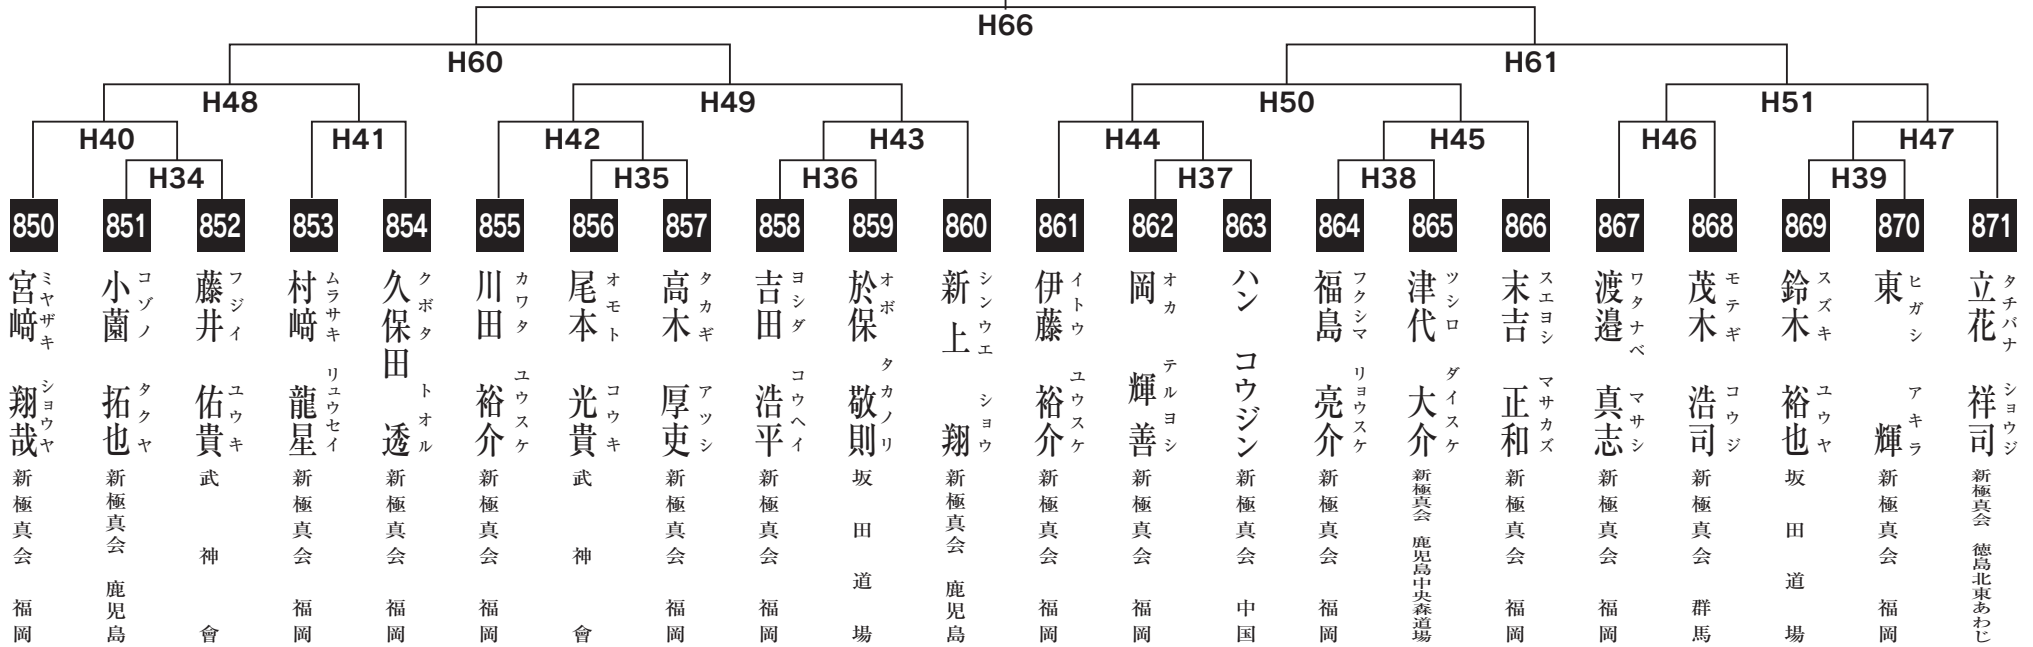 H66
H60
H61
H48
H49
H50
H51
H40
H41
H42
H43
H44
H45
H46
H47
H34
H35
H36
H37
H38
H39
850
宮﨑 翔哉
ミヤザキ ショウヤ
新極真会 福岡
851
小薗 拓也
コゾノ タクヤ
新極真会 鹿児島
852
藤井 佑貴
フジイ ユウキ
武神會
853
村﨑 龍星
ムラサキ リュウセイ
新極真会 福岡
854
久保田 透
クボタ トオル
新極真会 福岡
855
川田 裕介
カワタ ユウスケ
新極真会 福岡
856
尾本 光貴
オモト コウキ
武神會
857
高木 厚吏
タカギ アツシ
新極真会 福岡
858
吉田 浩平
ヨシダ コウヘイ
新極真会 福岡
859
於保 敬則
オボ タカノリ
坂田道場
860
新上 翔
シンウエ ショウ
新極真会 鹿児島
861
伊藤 裕介
イトウ ユウスケ
新極真会 福岡
862
岡 輝善
オカ テルヨシ
新極真会 福岡
863
ハン コウジン
新極真会 中国
864
福島 亮介
フクシマ リョウスケ
新極真会 福岡
865
津代 大介
ツシロ ダイスケ
新極真会 鹿児島中央森道場
866
末吉 正和
スエヨシ マサカズ
新極真会 福岡
867
渡邉 真志
ワタナベ マサシ
新極真会 福岡
868
茂木 浩司
モテギ コウジ
新極真会 群馬
869
鈴木 裕也
スズキ ユウヤ
坂田道場
870
東 輝
ヒガシ アキラ
新極真会 福岡
871
立花 祥司
タチバナ ショウジ
新極真会 徳島北東あわじ